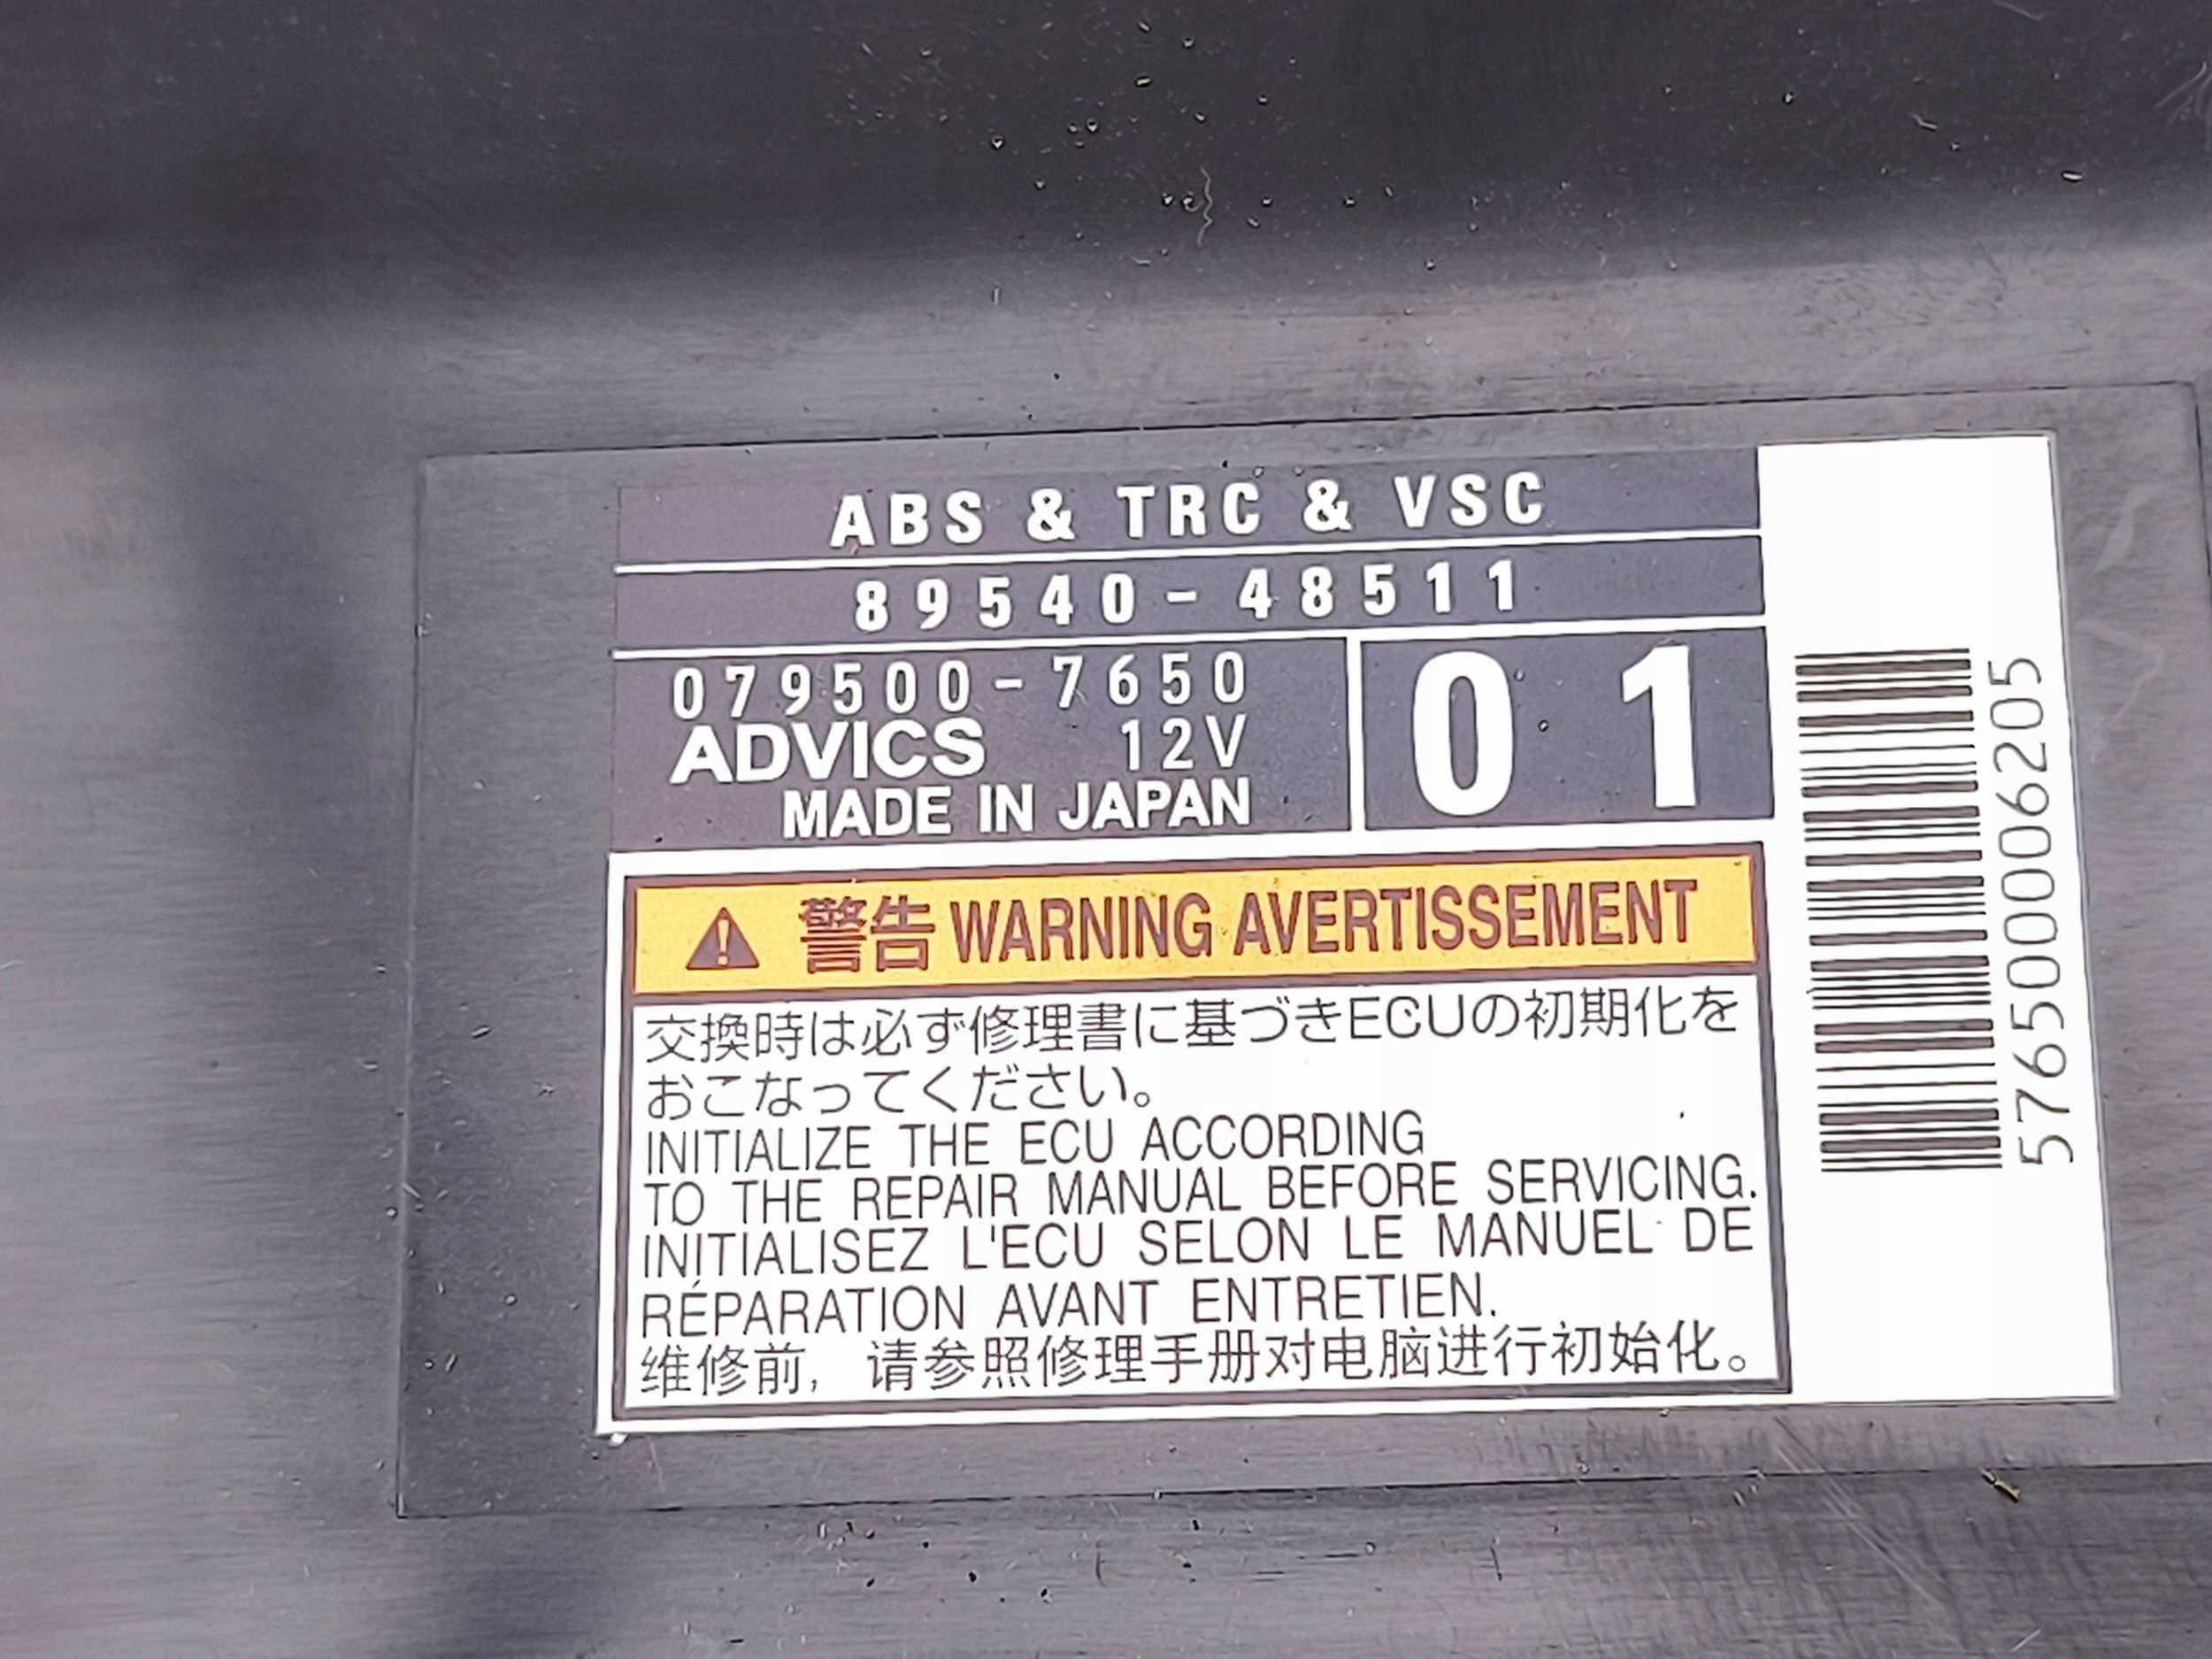 ABS & TRC & VSC
89540-48511
079500-7650
ADVICS 12V
MADE IN JAPAN
01
警告 WARNING AVERTISSEMENT
交換時は必ず修理書に基づきECUの初期化を
おこなってください。
INITIALIZE THE ECU ACCORDING
TO THE REPAIR MANUAL BEFORE SERVICING.
INITIALISEZ L'ECU SELON LE MANUEL DE
RÉPARATION AVANT ENTRETIEN.
维修前，请参照修理手册对电脑进行初始化。
5765000006205